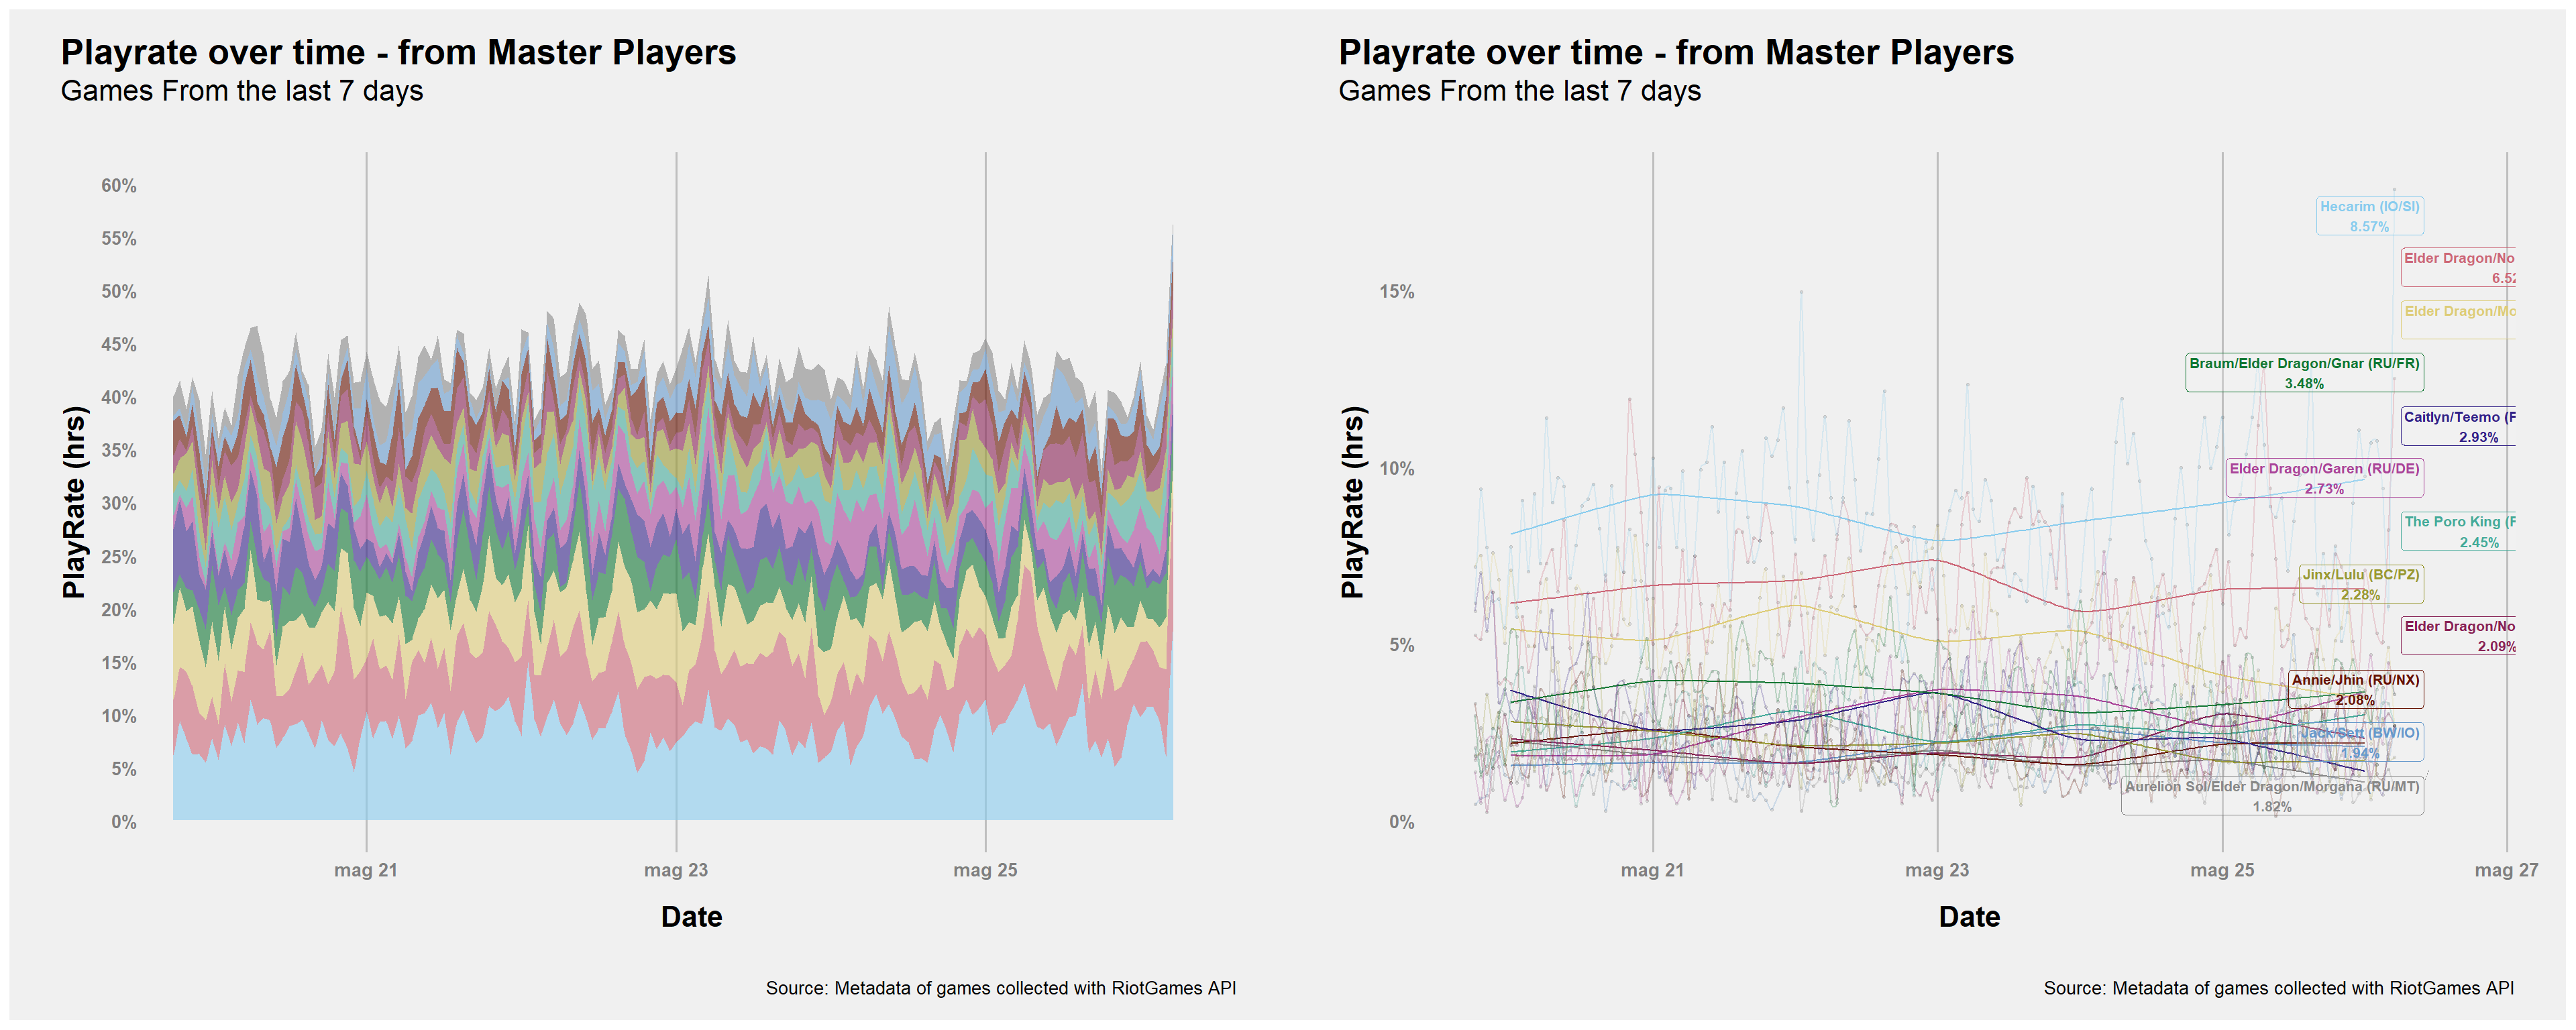 Playrate over time - from Master Players
Games From the last 7 days
60%
55%
50%
45%
40%
35%
30%
25%
20%
15%
10%
5%
0%
PlayRate (hrs)
mag 21
mag 23
mag 25
Date
Source: Metadata of games collected with RiotGames API
Playrate over time - from Master Players
Games From the last 7 days
15%
10%
5%
0%
PlayRate (hrs)
Hecarim (IO/SI)
8.57%
Elder Dragon/No
6.52
Elder Dragon/Mo
Braum/Elder Dragon/Gnar (RU/FR)
3.48%
Caitlyn/Teemo (
2.93%
Elder Dragon/Garen (RU/DE)
2.73%
The Poro King (
2.45%
Jinx/Lulu (BC/PZ)
2.28%
Elder Dragon/No
2.09%
Annie/Jhin (RU/NX)
2.08%
Jack/Sett (BW/IO)
1.94%
Aurelion Sol/Elder Dragon/Morgana (RU/MT)
1.82%
mag 21
mag 23
mag 25
mag 27
Date
Source: Metadata of games collected with RiotGames API